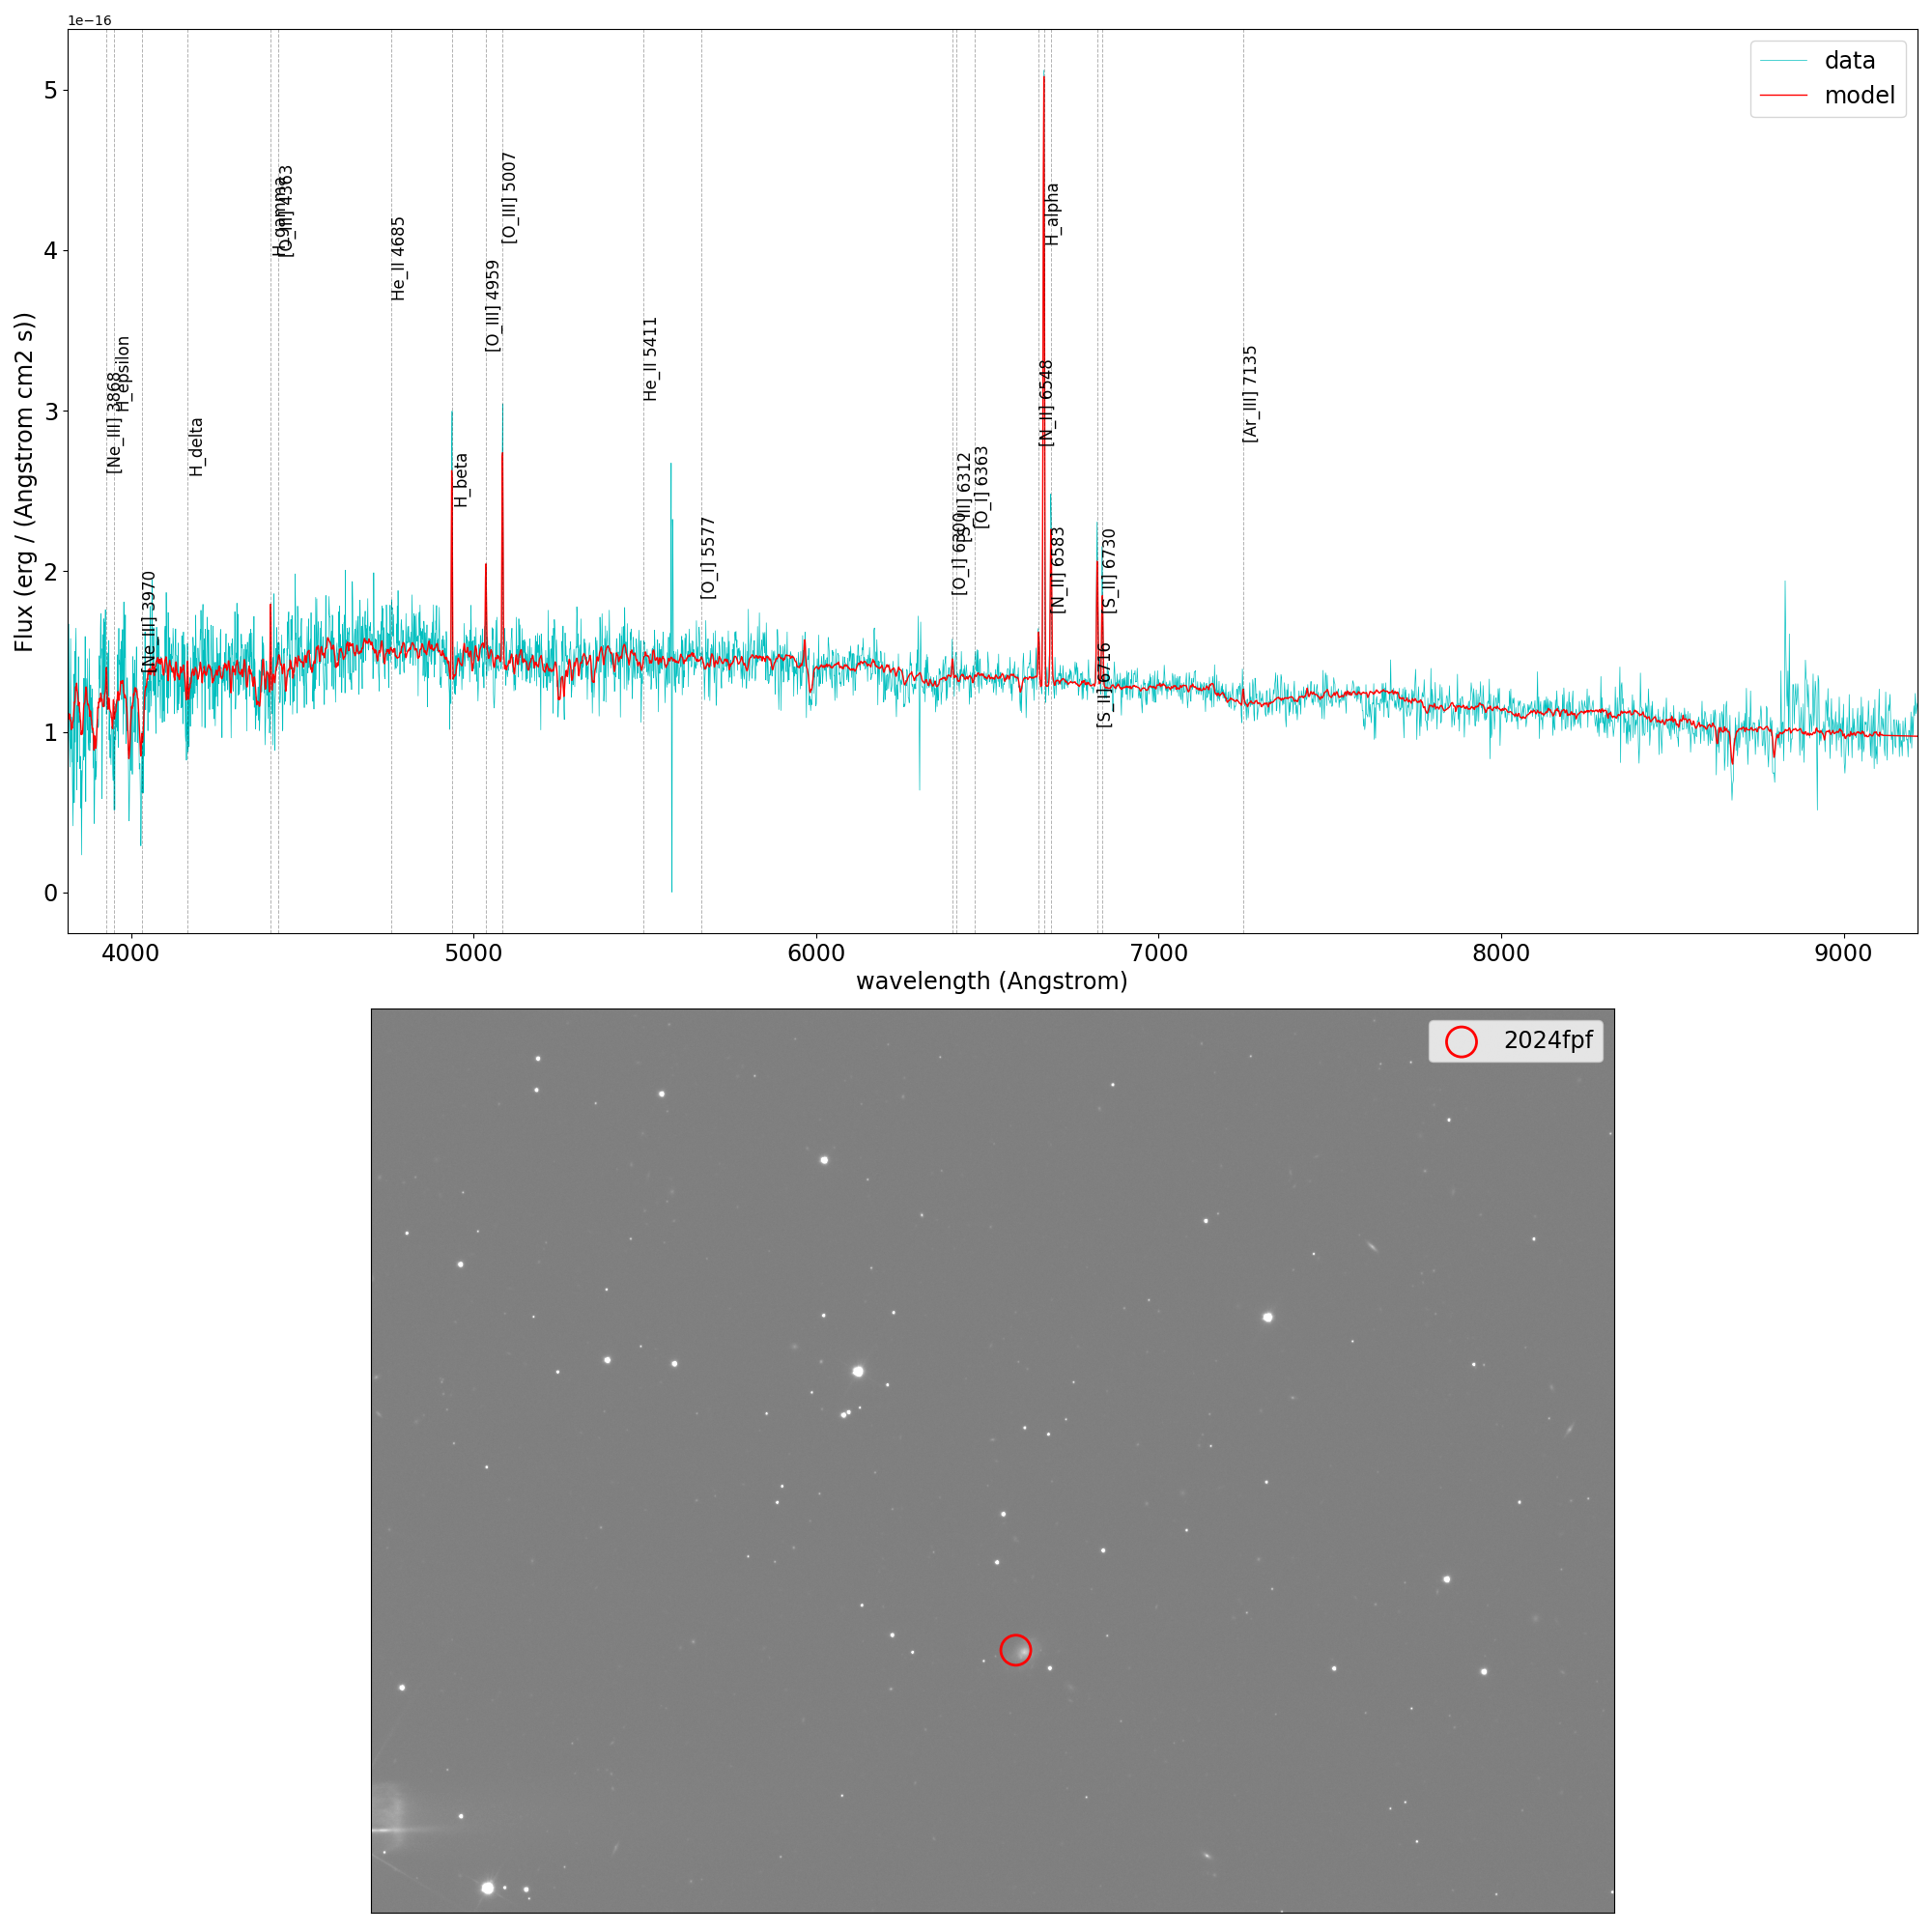 1e−16
Flux (erg / (Angstrom cm2 s))
5
4
3
2
1
0
data
model
[Ne_III] 3868
H_epsilon
[Ne_III] 3970
H_delta
H_gamma
[O_III] 4363
He_II 4685
H_beta
[O_III] 4959
[O_III] 5007
He_II 5411
[O_I] 5577
[O_I] 6300
[S_III] 6312
[O_I] 6363
[N_II] 6548
H_alpha
[N_II] 6583
[S_II] 6716
[S_II] 6730
[Ar_III] 7135
4000 5000 6000 7000 8000 9000
wavelength (Angstrom)
2024fpf